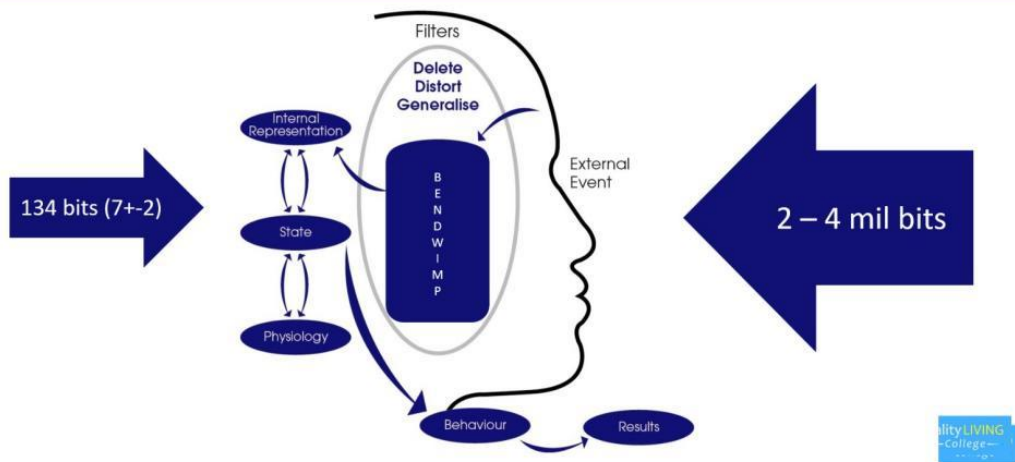 Filters
Delete
Distort
Generalise
Internal
Representation
External
Event
B
E
N
D
W
I
M
P
134 bits (7+-2)
2 – 4 mil bits
State
Physiology
Behaviour
Results
LIVING
College